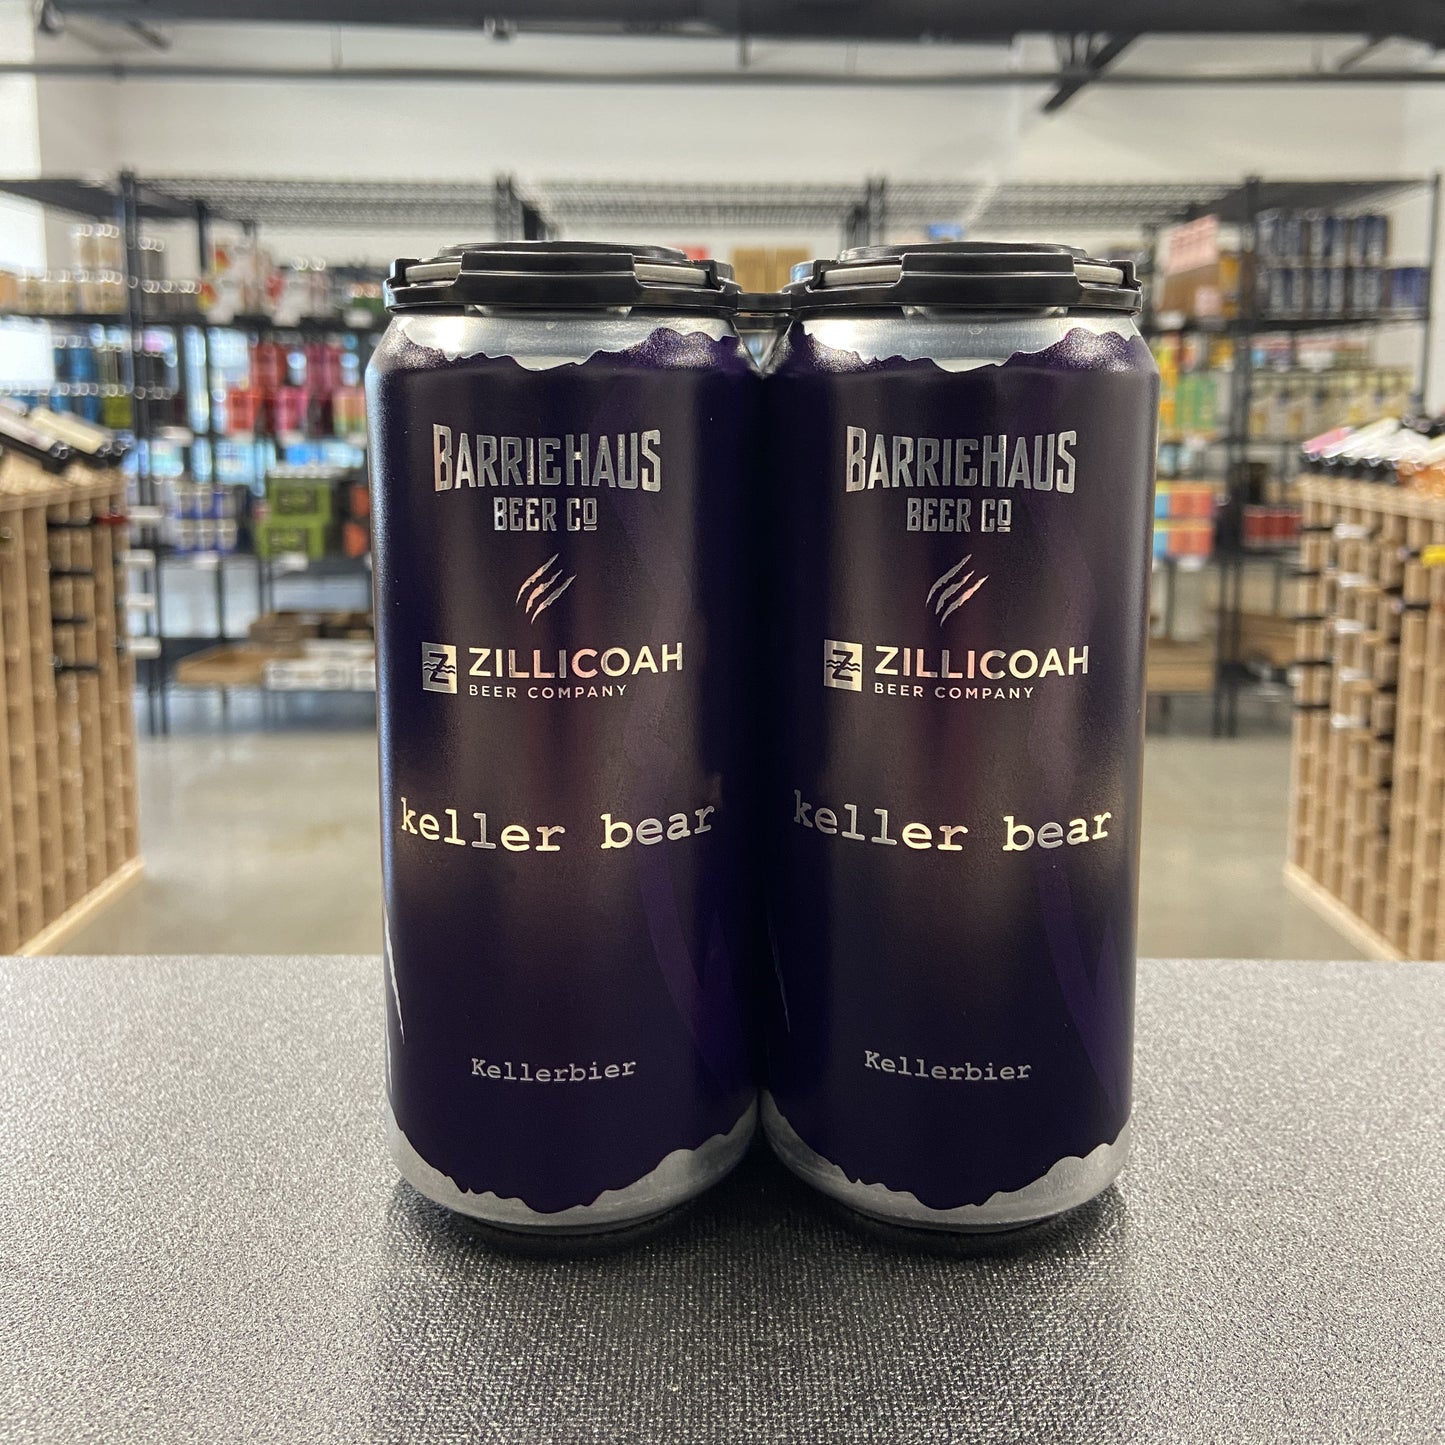 BARRIEHAUS
BEER CO
ZILLICOAH
BEER COMPANY
keller bear
Kellerbier
BARRIEHAUS
BEER CO
ZILLICOAH
BEER COMPANY
keller bear
Kellerbier